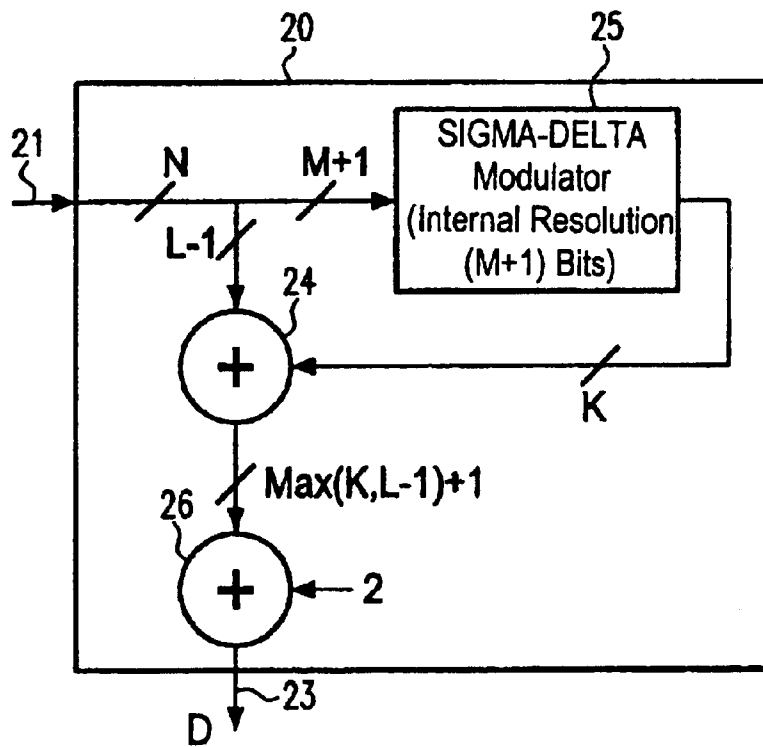 20
25
21
N
M+1
SIGMA-DELTA
Modulator
(Internal Resolution
(M+1) Bits)
L-1
24
+
K
Max(K,L-1)+1
26
+
2
23
D